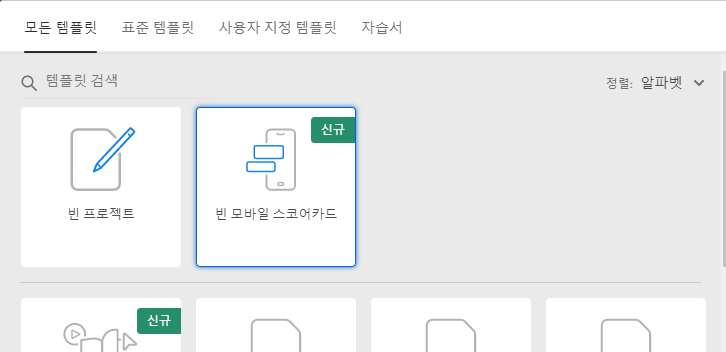 모든 템플릿 표준 템플릿 사용자 지정 템플릿 자습서
템플릿 검색 정렬: 알파벳
신규
빈 프로젝트 빈 모바일 스코어카드
신규